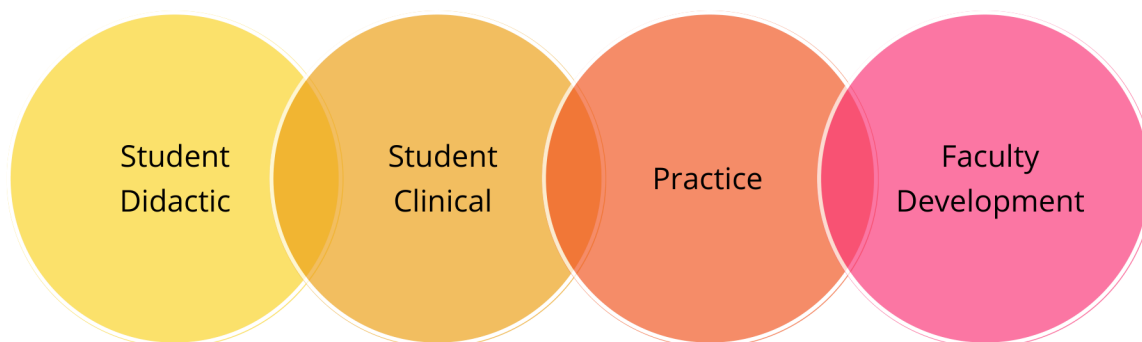 Student
Didactic
Student
Clinical
Practice
Faculty
Development